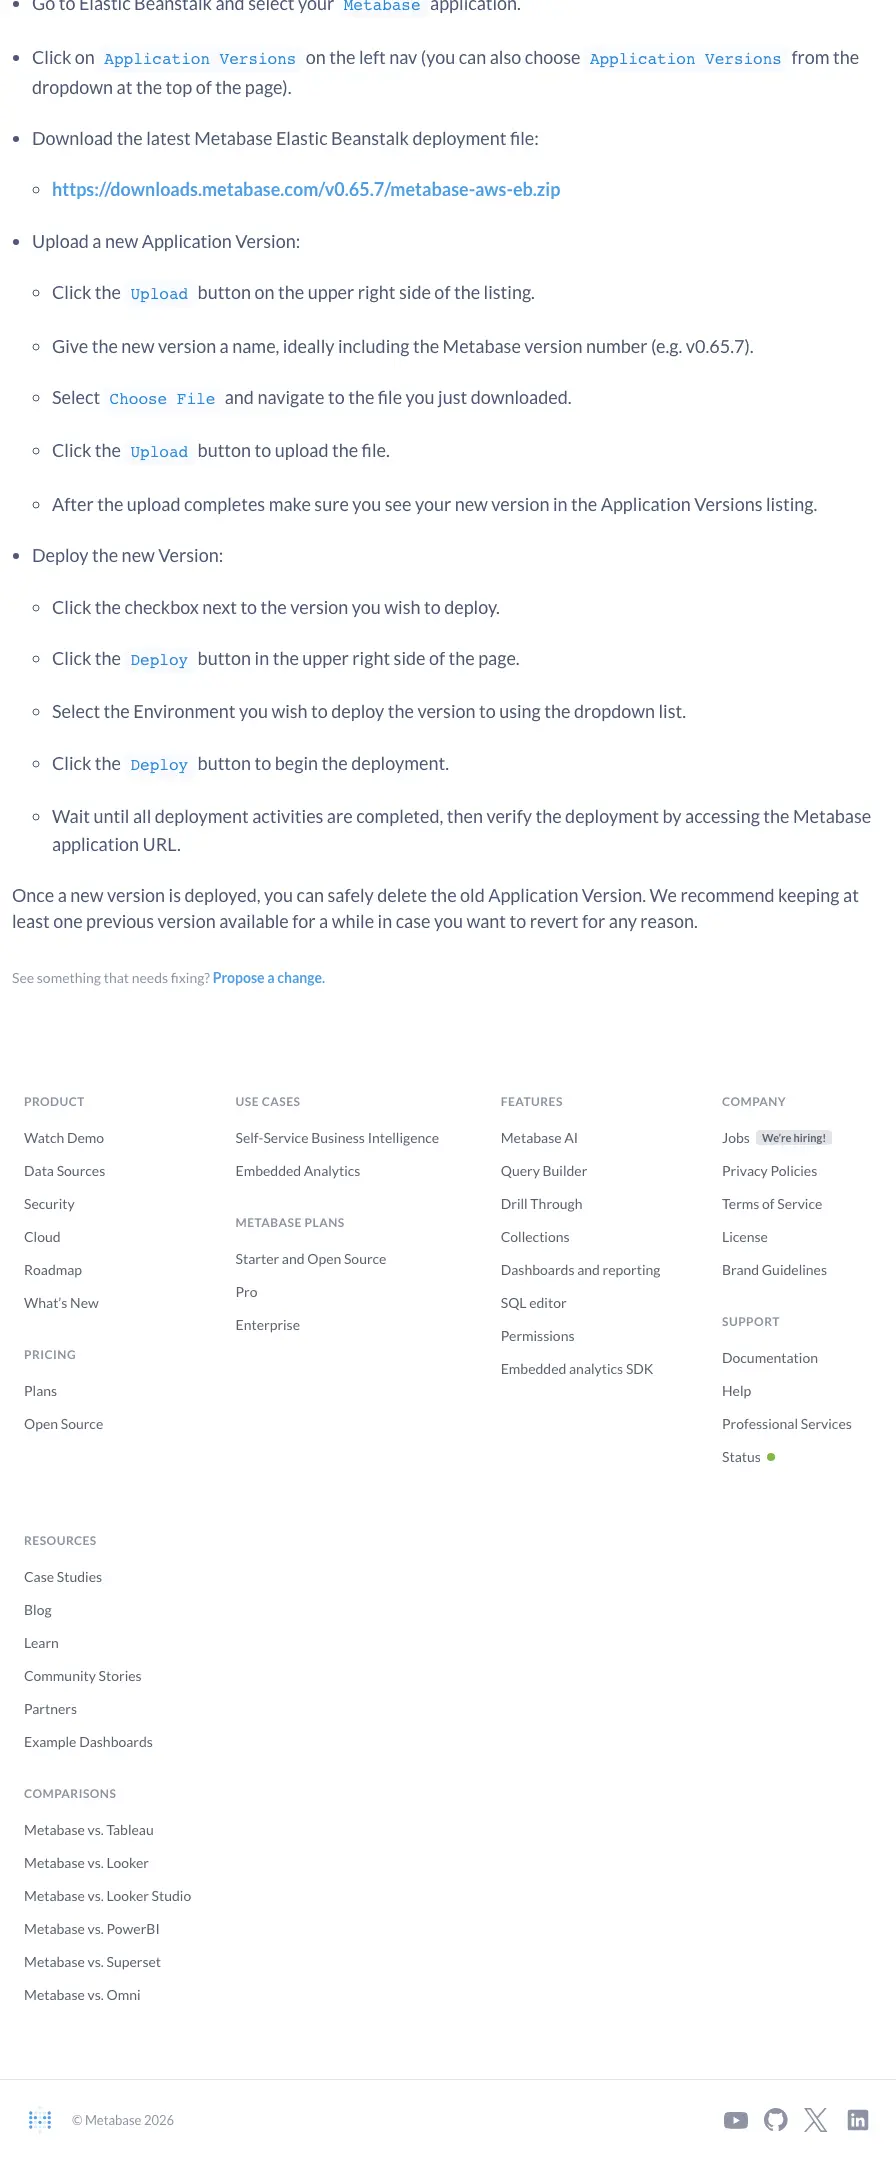 Go to Elastic Beanstalk and select your Metabase application.
Click on Application Versions on the left nav (you can also choose Application Versions from the
dropdown at the top of the page).
Download the latest Metabase Elastic Beanstalk deployment file:
https://downloads.metabase.com/v0.65.7/metabase-aws-eb.zip
Upload a new Application Version:
Click the Upload button on the upper right side of the listing.
Give the new version a name, ideally including the Metabase version number (e.g. v0.65.7).
Select Choose File and navigate to the file you just downloaded.
Click the Upload button to upload the file.
After the upload completes make sure you see your new version in the Application Versions listing.
Deploy the new Version:
Click the checkbox next to the version you wish to deploy.
Click the Deploy button in the upper right side of the page.
Select the Environment you wish to deploy the version to using the dropdown list.
Click the Deploy button to begin the deployment.
Wait until all deployment activities are completed, then verify the deployment by accessing the Metabase
application URL.
Once a new version is deployed, you can safely delete the old Application Version. We recommend keeping at
least one previous version available for a while in case you want to revert for any reason.
See something that needs fixing? Propose a change.
PRODUCT
Watch Demo
Data Sources
Security
Cloud
Roadmap
What's New
PRICING
Plans
Open Source
USE CASES
Self-Service Business Intelligence
Embedded Analytics
METABASE PLANS
Starter and Open Source
Pro
Enterprise
FEATURES
Metabase AI
Query Builder
Drill Through
Collections
Dashboards and reporting
SQL editor
Permissions
Embedded analytics SDK
COMPANY
Jobs We're hiring!
Privacy Policies
Terms of Service
License
Brand Guidelines
SUPPORT
Documentation
Help
Professional Services
Status
RESOURCES
Case Studies
Blog
Learn
Community Stories
Partners
Example Dashboards
COMPARISONS
Metabase vs. Tableau
Metabase vs. Looker
Metabase vs. Looker Studio
Metabase vs. PowerBI
Metabase vs. Superset
Metabase vs. Omni
© Metabase 2026